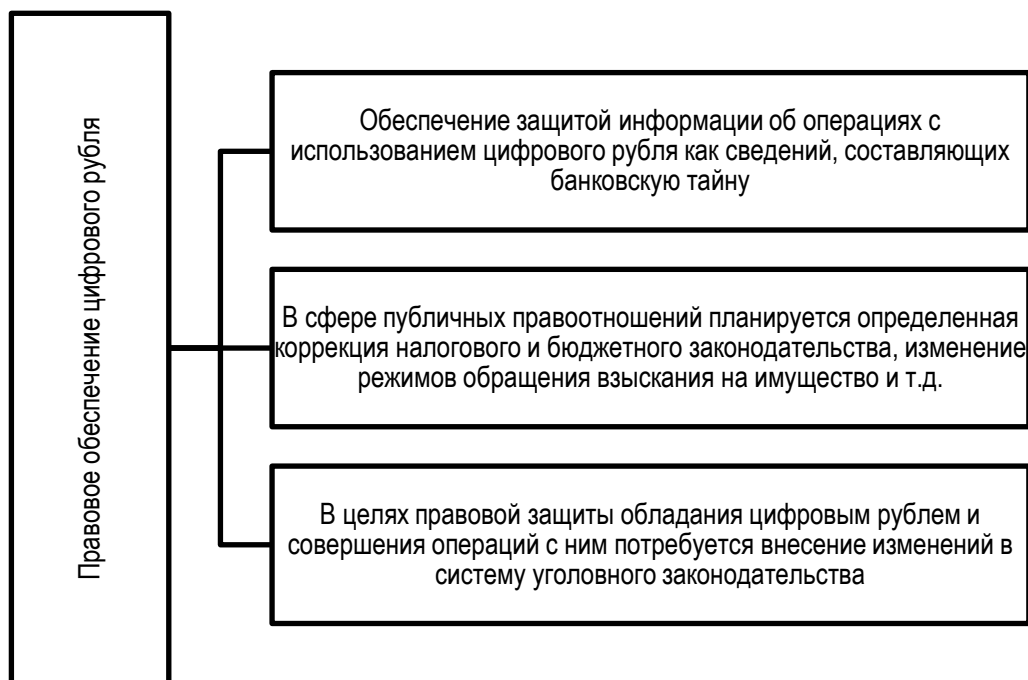 Правовое обеспечение цифрового рубля
Обеспечение защитой информации об операциях с
использованием цифрового рубля как сведений, составляющих
банковскую тайну
В сфере публичных правоотношений планируется определенная
коррекция налогового и бюджетного законодательства, изменение
режимов обращения взыскания на имущество и т.д.
В целях правовой защиты обладания цифровым рублем и
совершения операций с ним потребуется внесение изменений в
систему уголовного законодательства